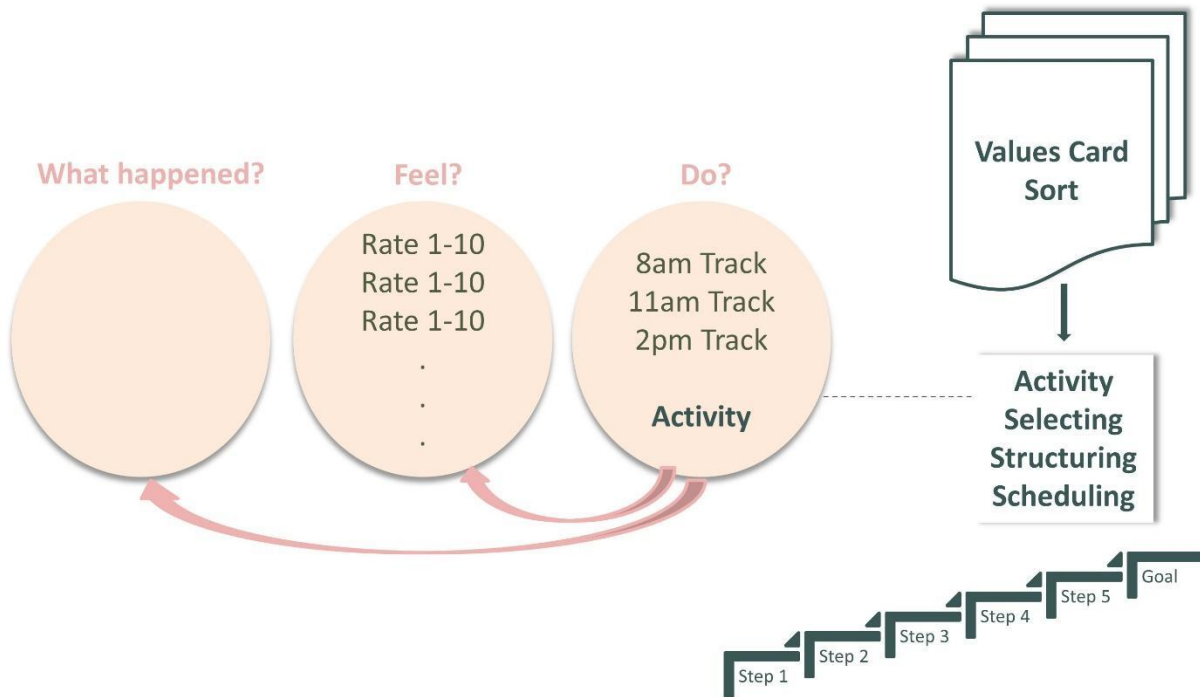 What happened?
Feel?
Do?
Values Card
Sort
Rate 1-10
Rate 1-10
Rate 1-10
.
.
.
8am Track
11am Track
2pm Track
Activity
Activity
Selecting
Structuring
Scheduling
Step 1
Step 2
Step 3
Step 4
Step 5
Goal